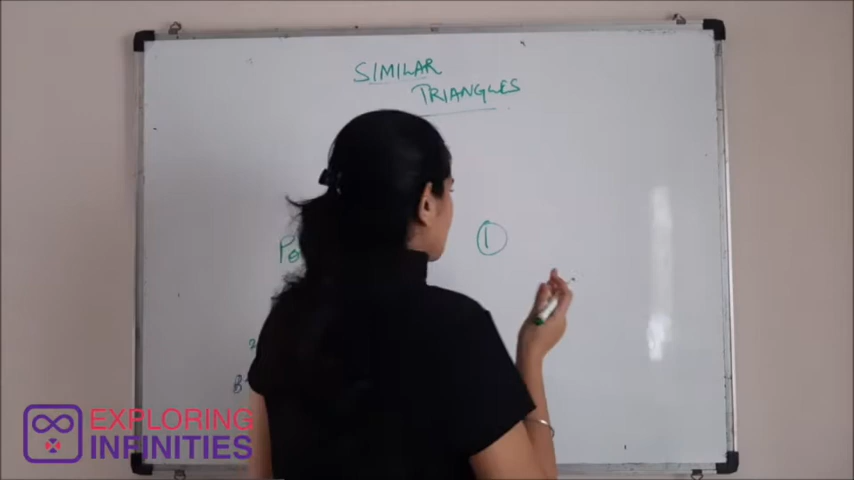 SIMILAR
TRIANGLES
1
EXPLORING
INFINITIES